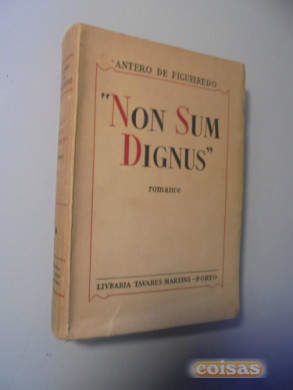 ANTERO DE FIGUEIREDO
"NON SUM
DIGNUS"
romance
LIVRARIA TAVARES MARTINS - PORTO
coisas